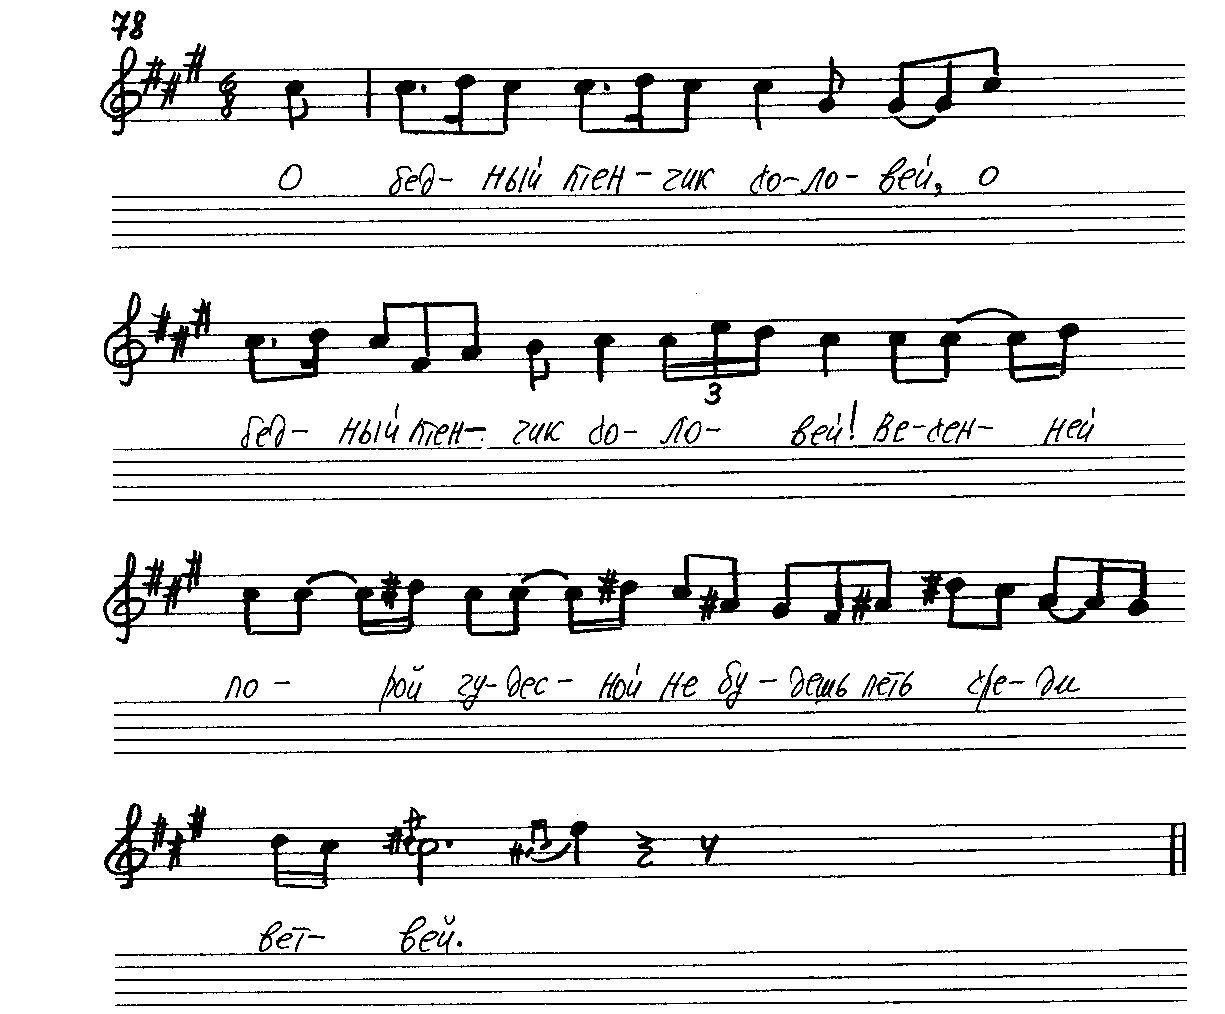 78
О бед- ный птен- чик со-ло- вей, о
3
бед- ный птен- чик со- ло- вей! Ве-сен- ней
по- рой чу-дес- ной не бу-дешь петь сре-ди
вет- вей.